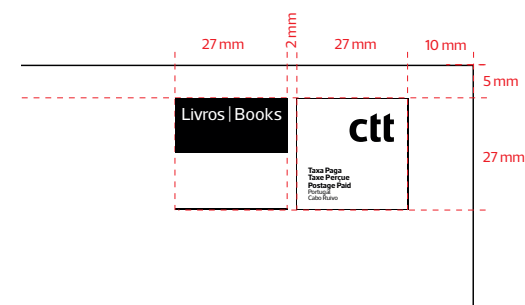 27 mm
2 mm
27 mm
10 mm
5 mm
Livros|Books
ctt
27 mm
Taxa Paga
Taxe Perçue
Postage Paid
Portugal
Cabo Ruivo